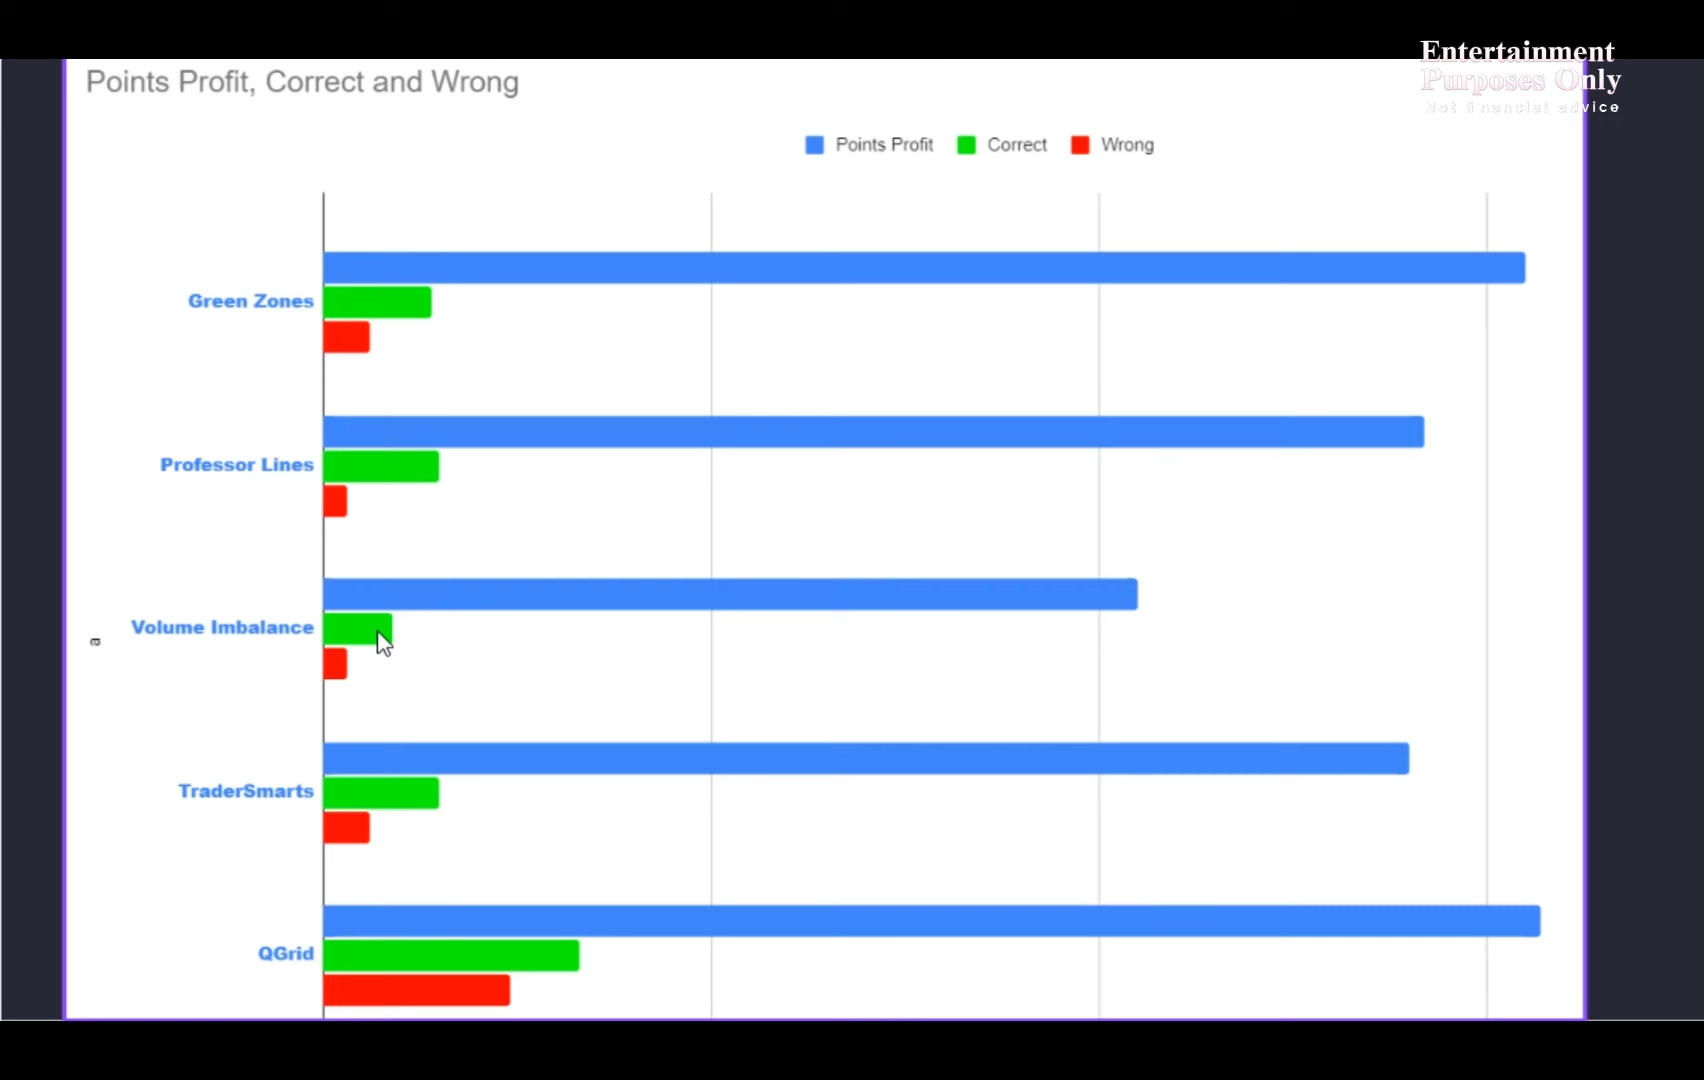 Entertainment
Purposes Only
Not financial advice
Points Profit, Correct and Wrong
Points Profit
Correct
Wrong
Green Zones
Professor Lines
Volume Imbalance
a
TraderSmarts
QGrid